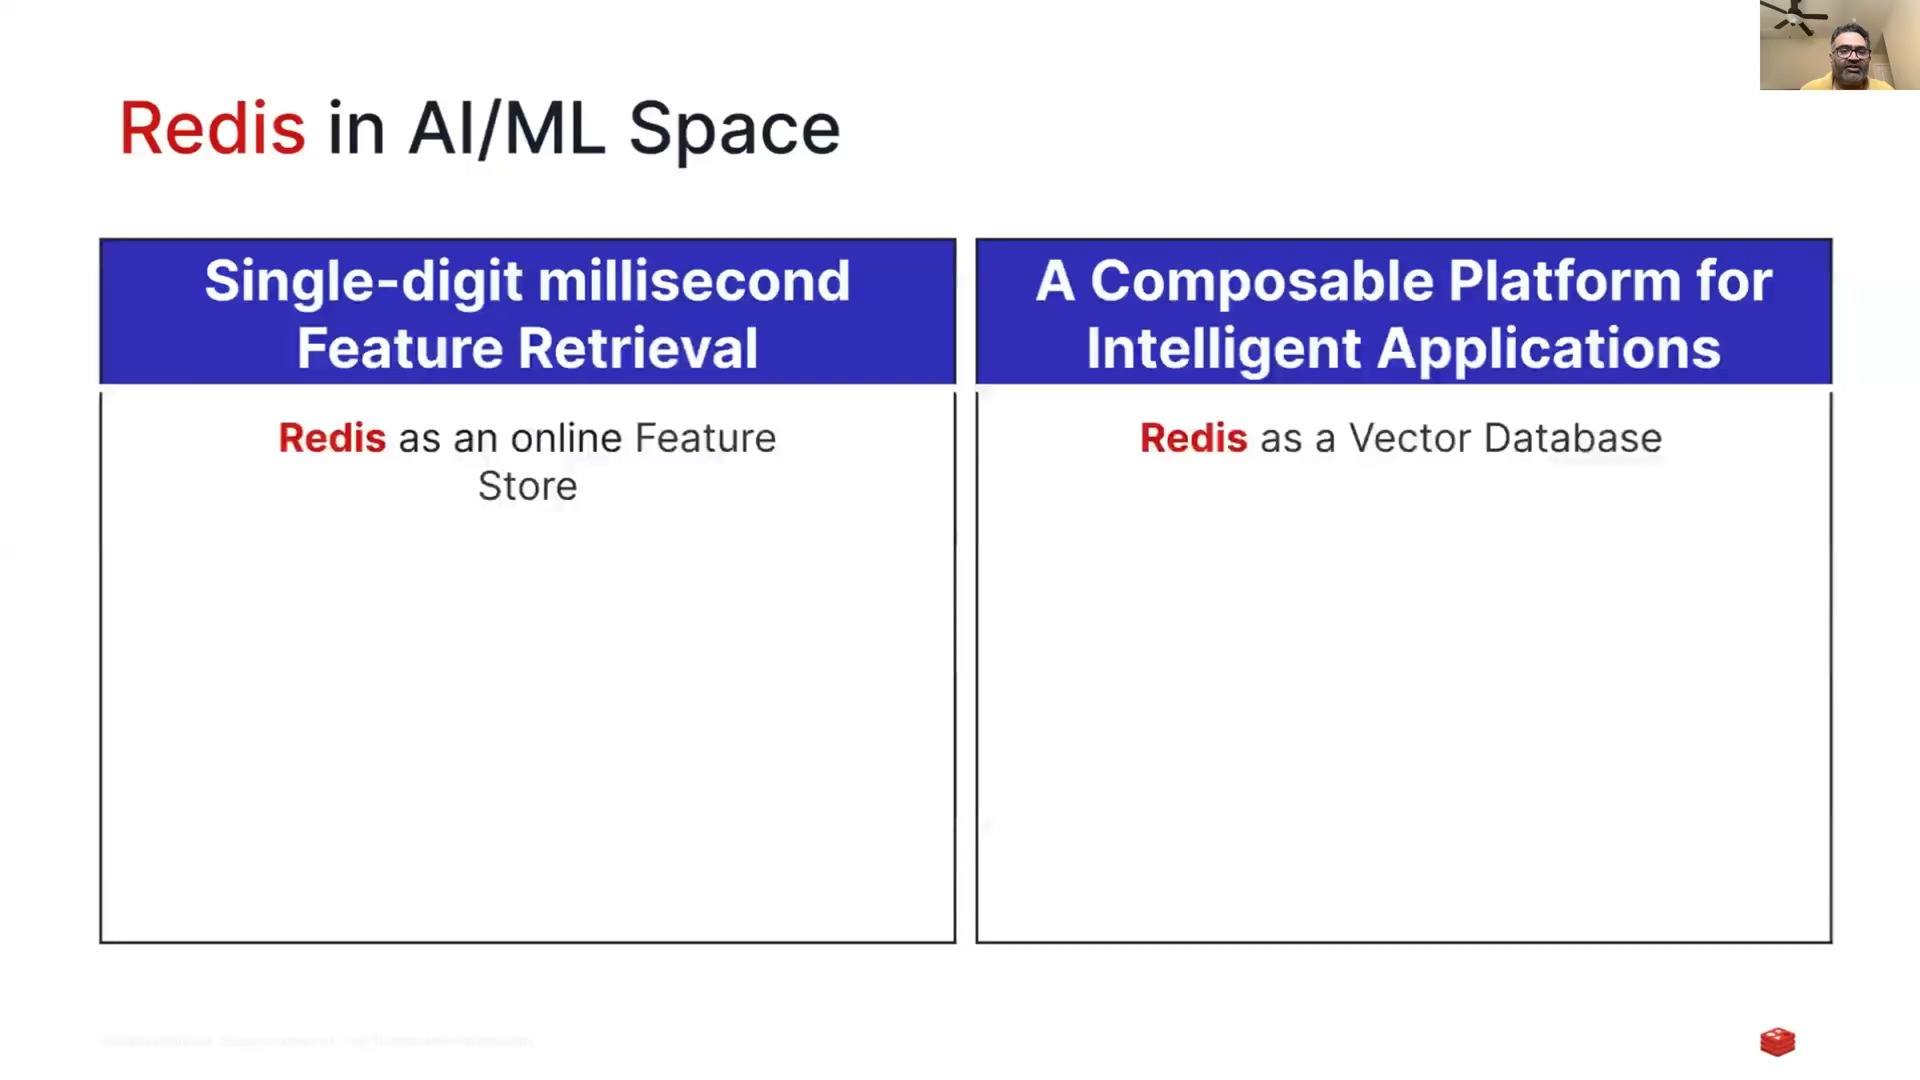 Redis in AI/ML Space
Single-digit millisecond
Feature Retrieval
Redis as an online Feature
Store
A Composable Platform for
Intelligent Applications
Redis as a Vector Database